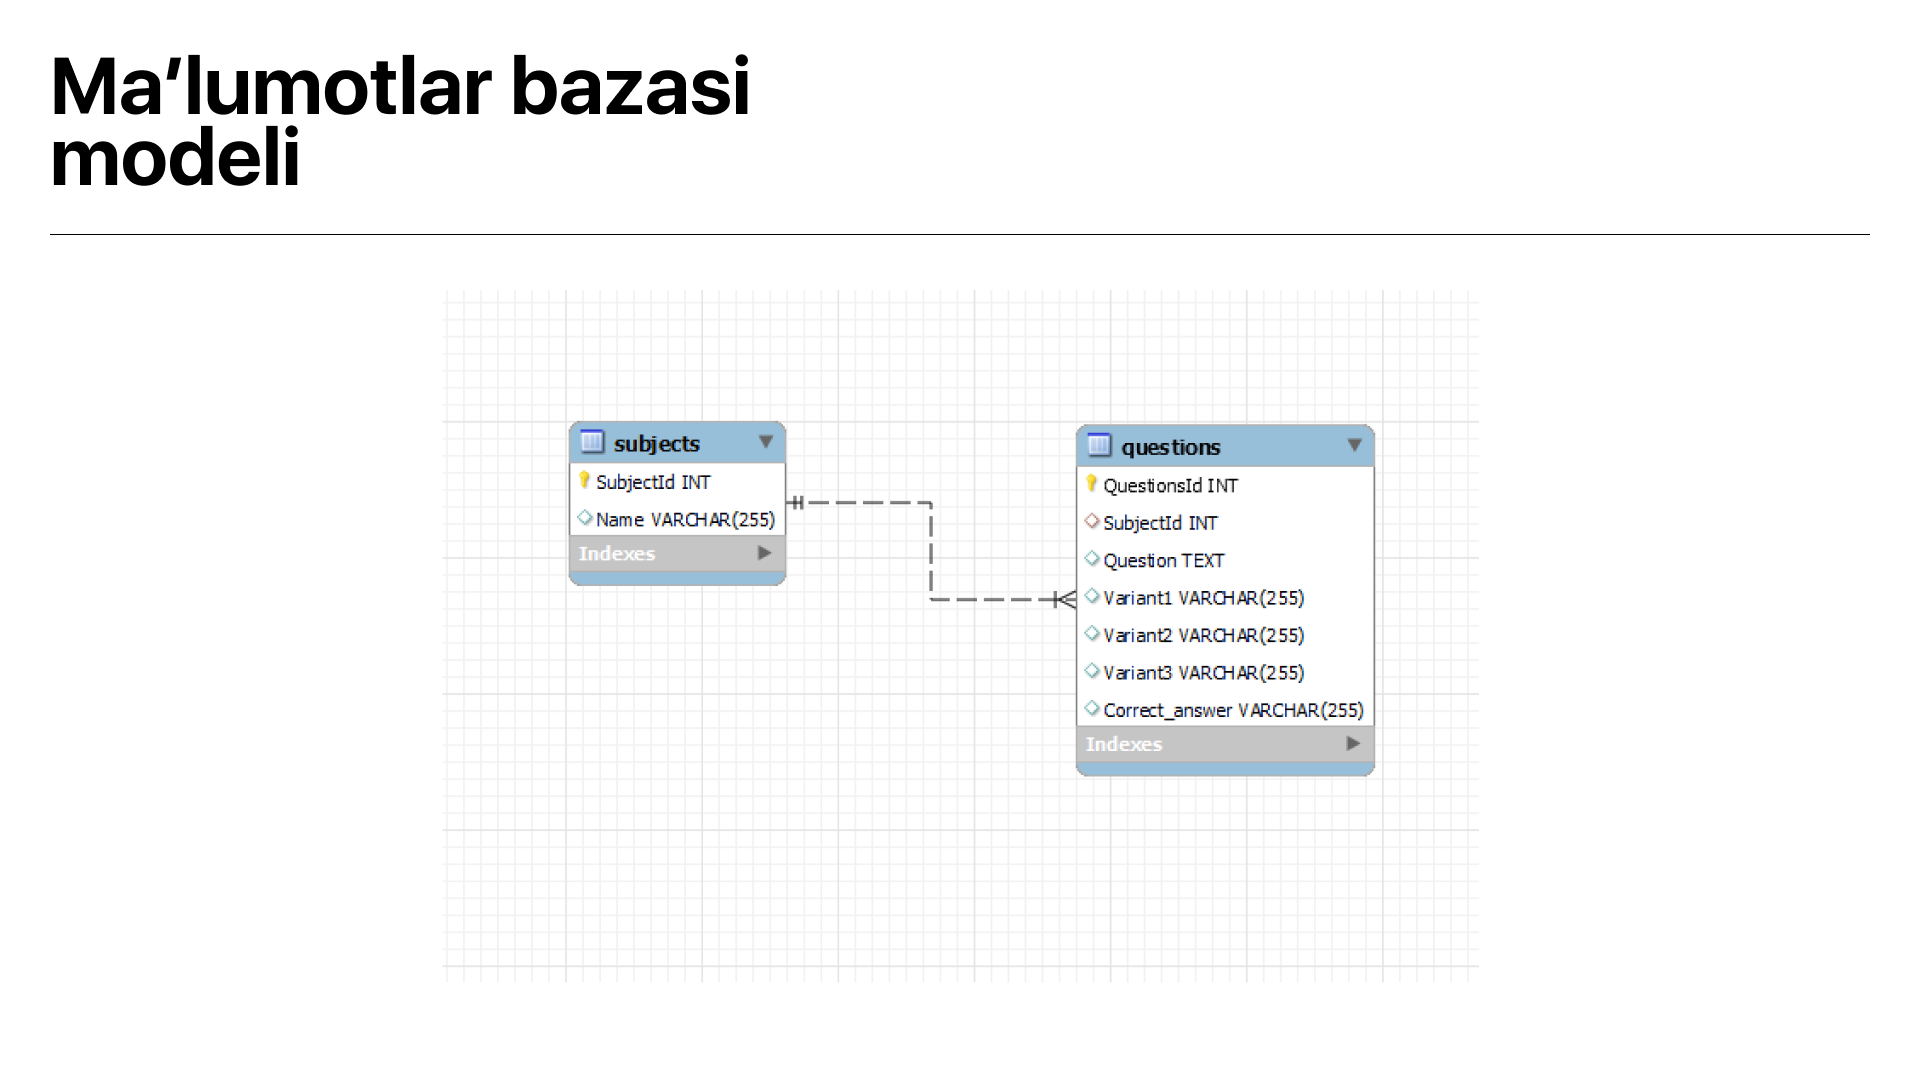 Ma’lumotlar bazasi
modeli
subjects
SubjectId INT
Name VARCHAR(255)
Indexes
questions
QuestionsId INT
SubjectId INT
Question TEXT
Variant1 VARCHAR(255)
Variant2 VARCHAR(255)
Variant3 VARCHAR(255)
Correct_answer VARCHAR(255)
Indexes